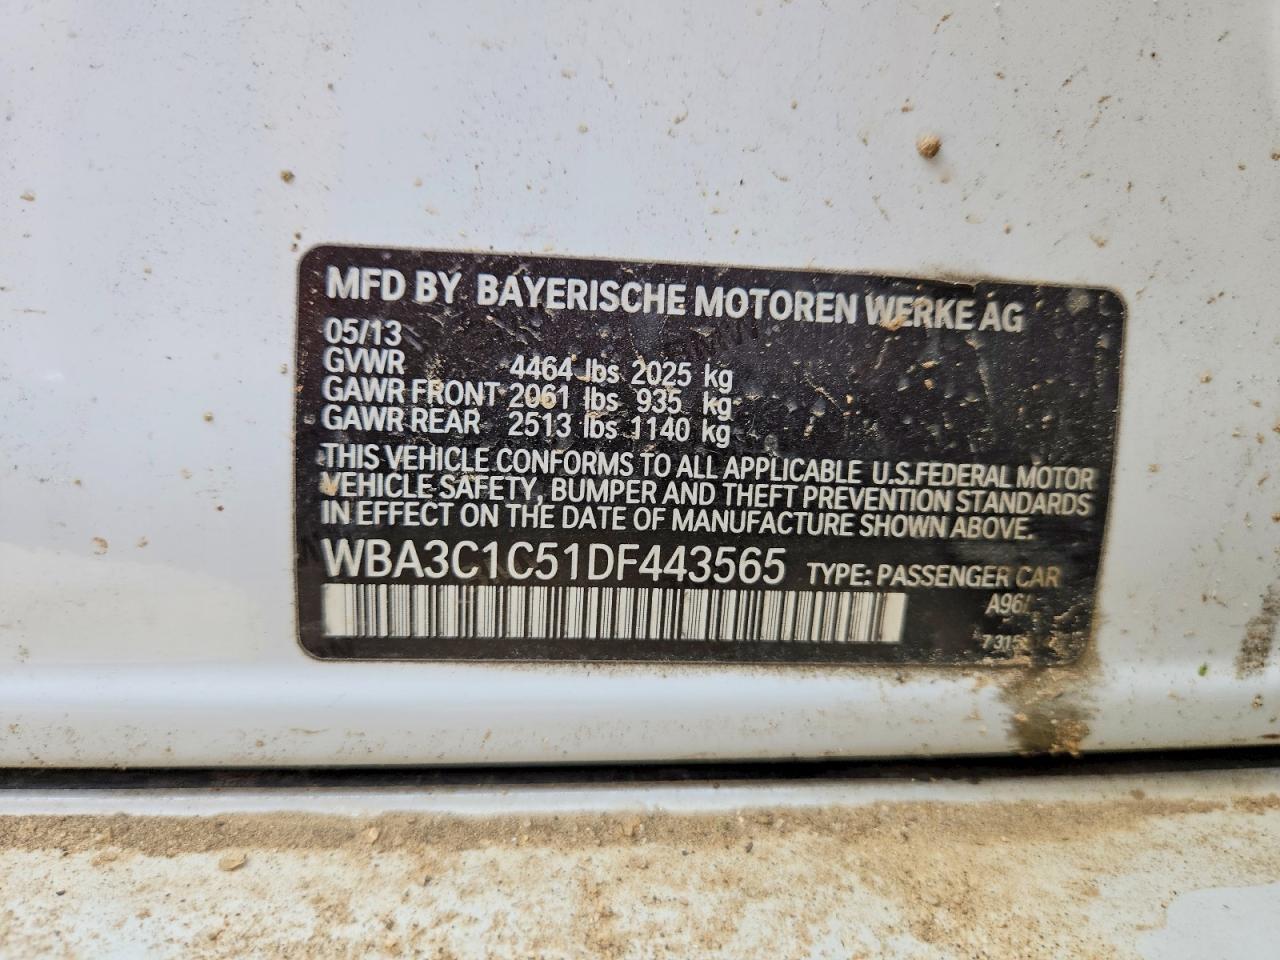 MFD BY BAYERISCHE MOTOREN WERKE AG
05/13
GVWR 4464 lbs 2025 kg
GAWR FRONT 2061 lbs 935 kg
GAWR REAR 2513 lbs 1140 kg
THIS VEHICLE CONFORMS TO ALL APPLICABLE U.S.FEDERAL MOTOR
VEHICLE SAFETY, BUMPER AND THEFT PREVENTION STANDARDS
IN EFFECT ON THE DATE OF MANUFACTURE SHOWN ABOVE.
WBA3C1C51DF443565 TYPE: PASSENGER CAR